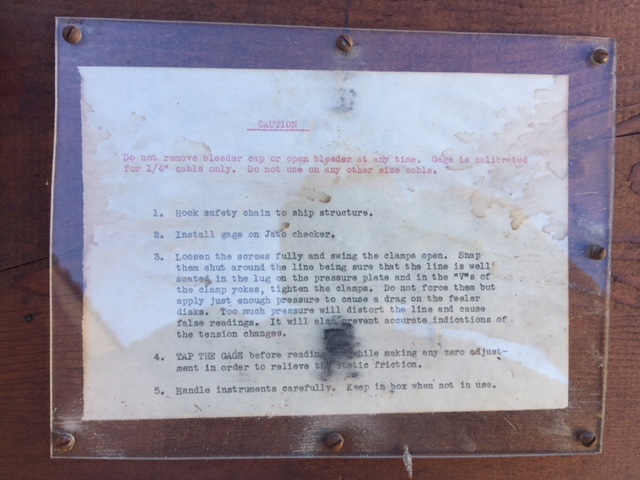 CAUTION
Do not remove bleeder cap or open bleeder at any time. Gage is calibrated
for 1/4" cable only. Do not use on any other size cable.
1. Hook safety chain to ship structure.
2. Install gage on Jato checker.
3. Loosen the screws fully and swing the clamps open. Snap
them shut around the line being sure that the line is well
seated in the lug on the pressure plate and in the "V"s of
the clamp yokes, tighten the clamps. Do not force them but
apply just enough pressure to cause a drag on the feeler
disks. Too much pressure will distort the line and cause
false readings. It will also prevent accurate indications of
the tension changes.
4. TAP THE GAGE before while making any zero adjust-
ment in order to relieve the static friction.
5. Handle instruments carefully. Keep in box when not in use.